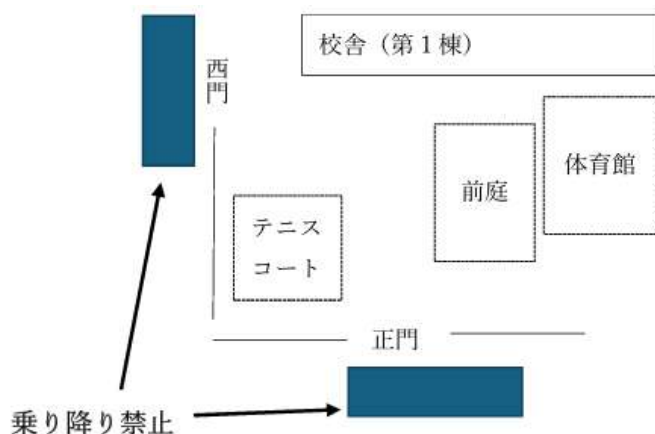 校舎（第１棟）
西門
体育館
前庭
テニス
コート
正門
乗り降り禁止